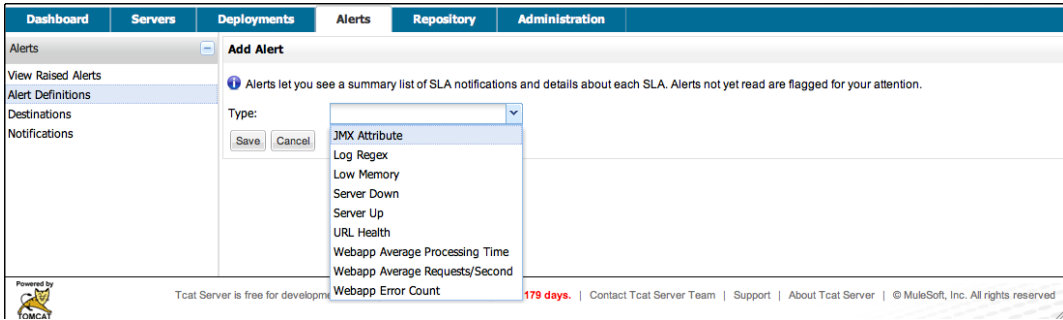 Dashboard Servers Deployments Alerts Repository Administration
Alerts
View Raised Alerts
Alert Definitions
Destinations
Notifications
Add Alert
Alerts let you see a summary list of SLA notifications and details about each SLA. Alerts not yet read are flagged for your attention.
Type:
Save Cancel
JMX Attribute
Log Regex
Low Memory
Server Down
Server Up
URL Health
Webapp Average Processing Time
Webapp Average Requests/Second
Webapp Error Count
Powered by
TOMCAT
Tcat Server is free for developme 179 days. | Contact Tcat Server Team | Support | About Tcat Server | © MuleSoft, Inc. All rights reserved